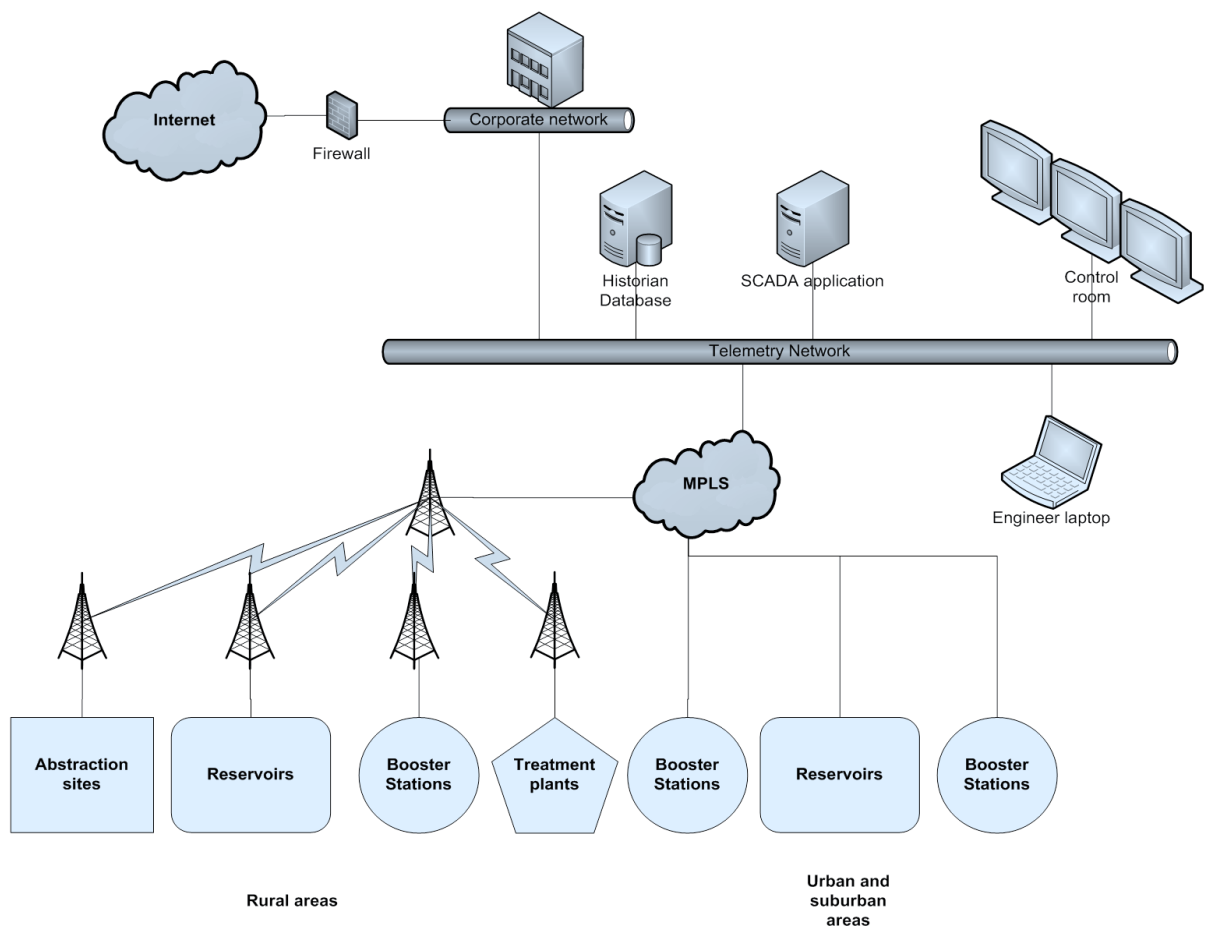 Internet
Firewall
Corporate network
Historian
Database
SCADA application
Control
room
Telemetry Network
MPLS
Engineer laptop
Abstraction
sites
Reservoirs
Booster
Stations
Treatment
plants
Booster
Stations
Reservoirs
Booster
Stations
Rural areas
Urban and
suburban
areas